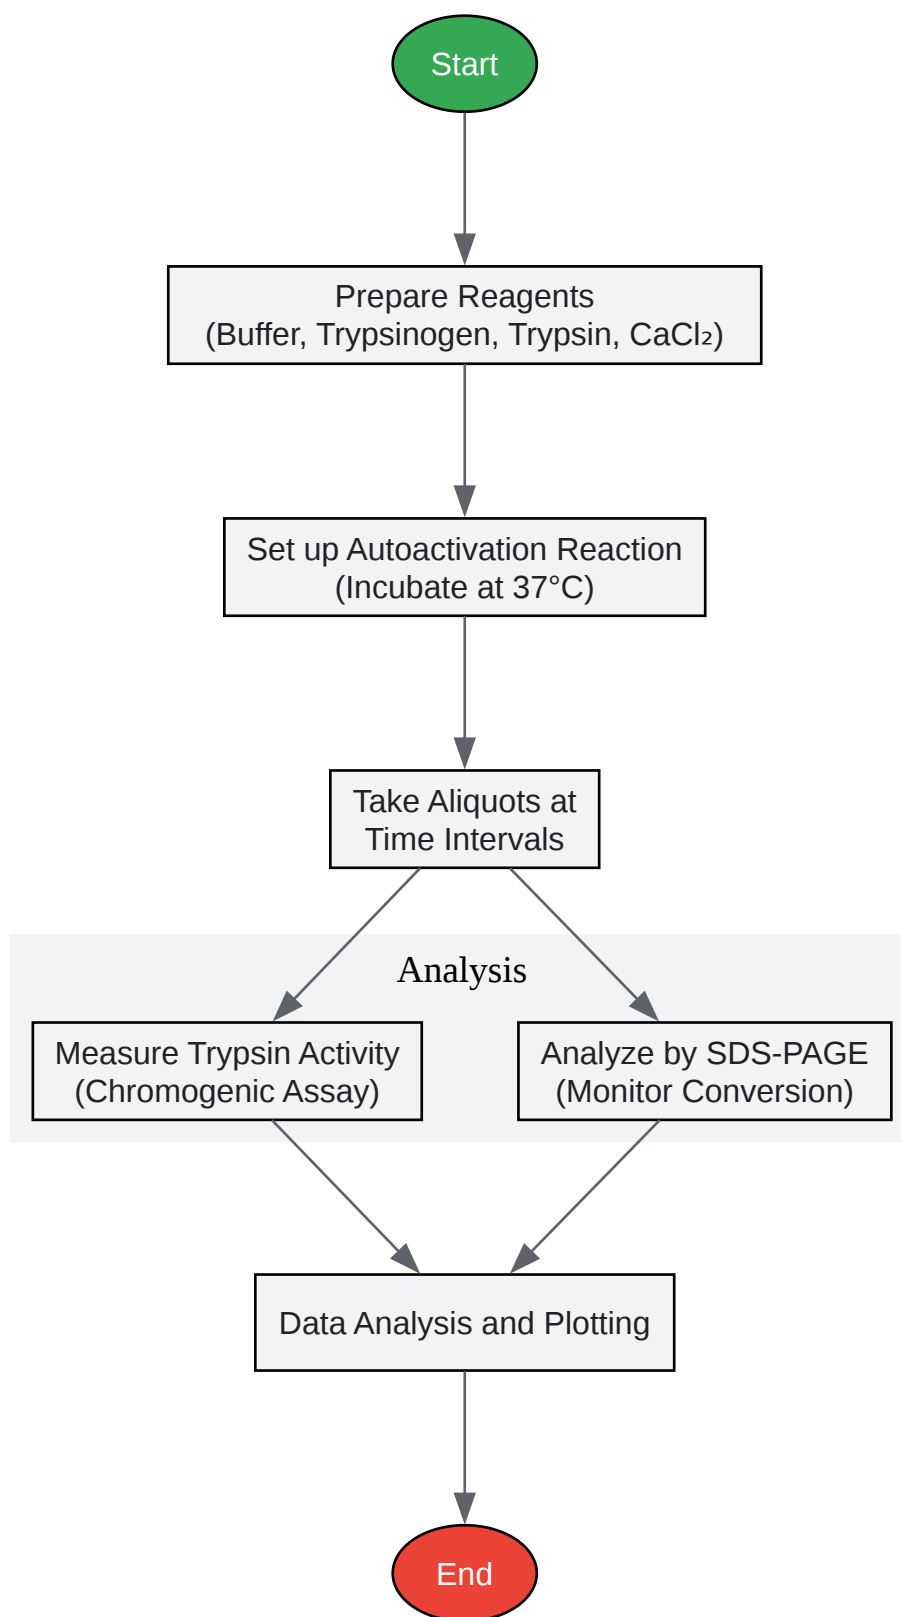 Start
Prepare Reagents
(Buffer, Trypsinogen, Trypsin, CaCl₂)
Set up Autoactivation Reaction
(Incubate at 37°C)
Take Aliquots at
Time Intervals
Analysis
Measure Trypsin Activity
(Chromogenic Assay)
Analyze by SDS-PAGE
(Monitor Conversion)
Data Analysis and Plotting
End